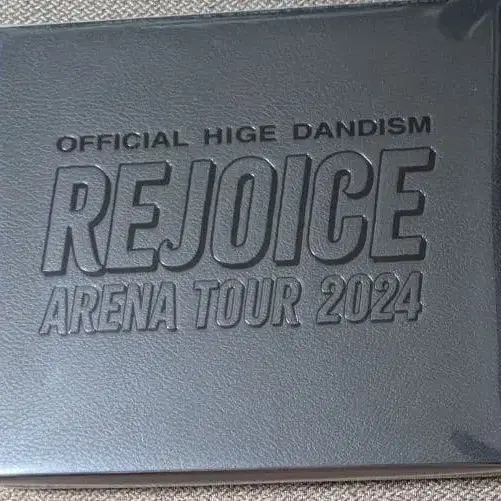 OFFICIAL HIGE DANDISM
REJOICE
ARENA TOUR 2024